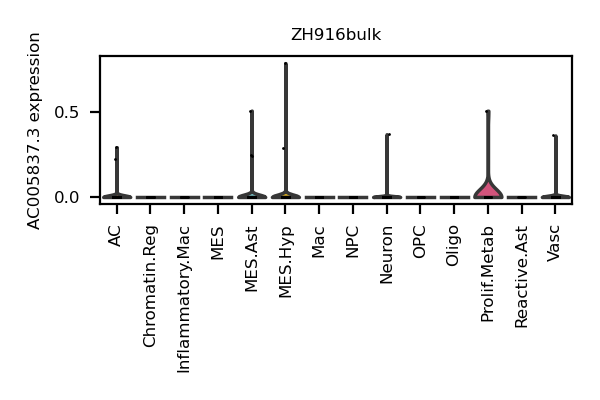 ZH916bulk
AC005837.3 expression
0.5
0.0
AC
Chromatin.Reg
Inflammatory.Mac
MES
MES.Ast
MES.Hyp
Mac
NPC
Neuron
OPC
Oligo
Prolif.Metab
Reactive.Ast
Vasc